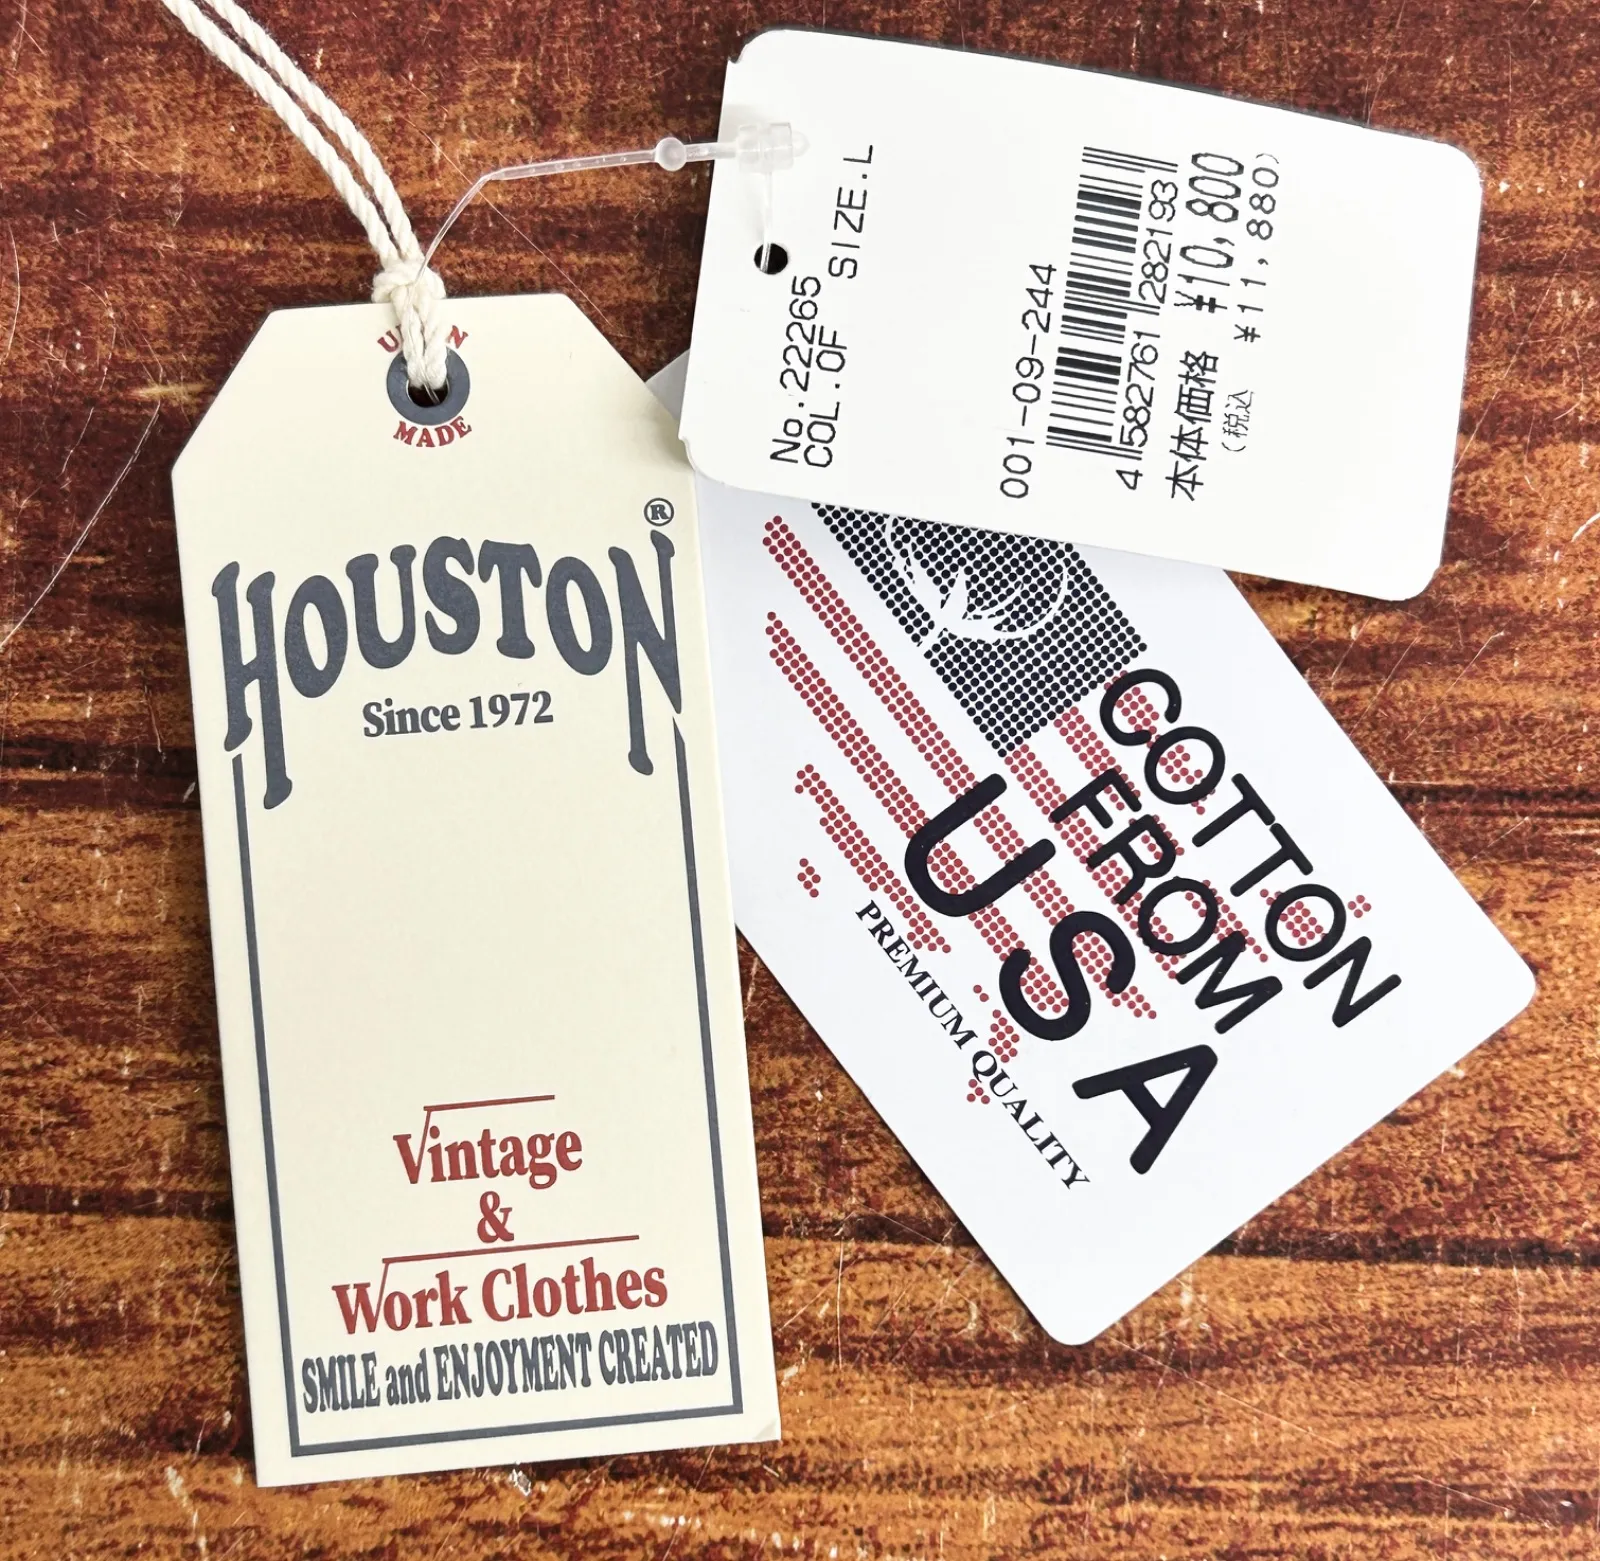 MADE
HOUSTON®
Since 1972
Vintage
&
Work Clothes
SMILE and ENJOYMENT CREATED
No.22265
COL.OF SIZE.L
001-09-244
4 582761 282193
本体価格 ¥10,800
(税込 ¥11,880)
COTTON
FROM
USA
PREMIUM QUALITY